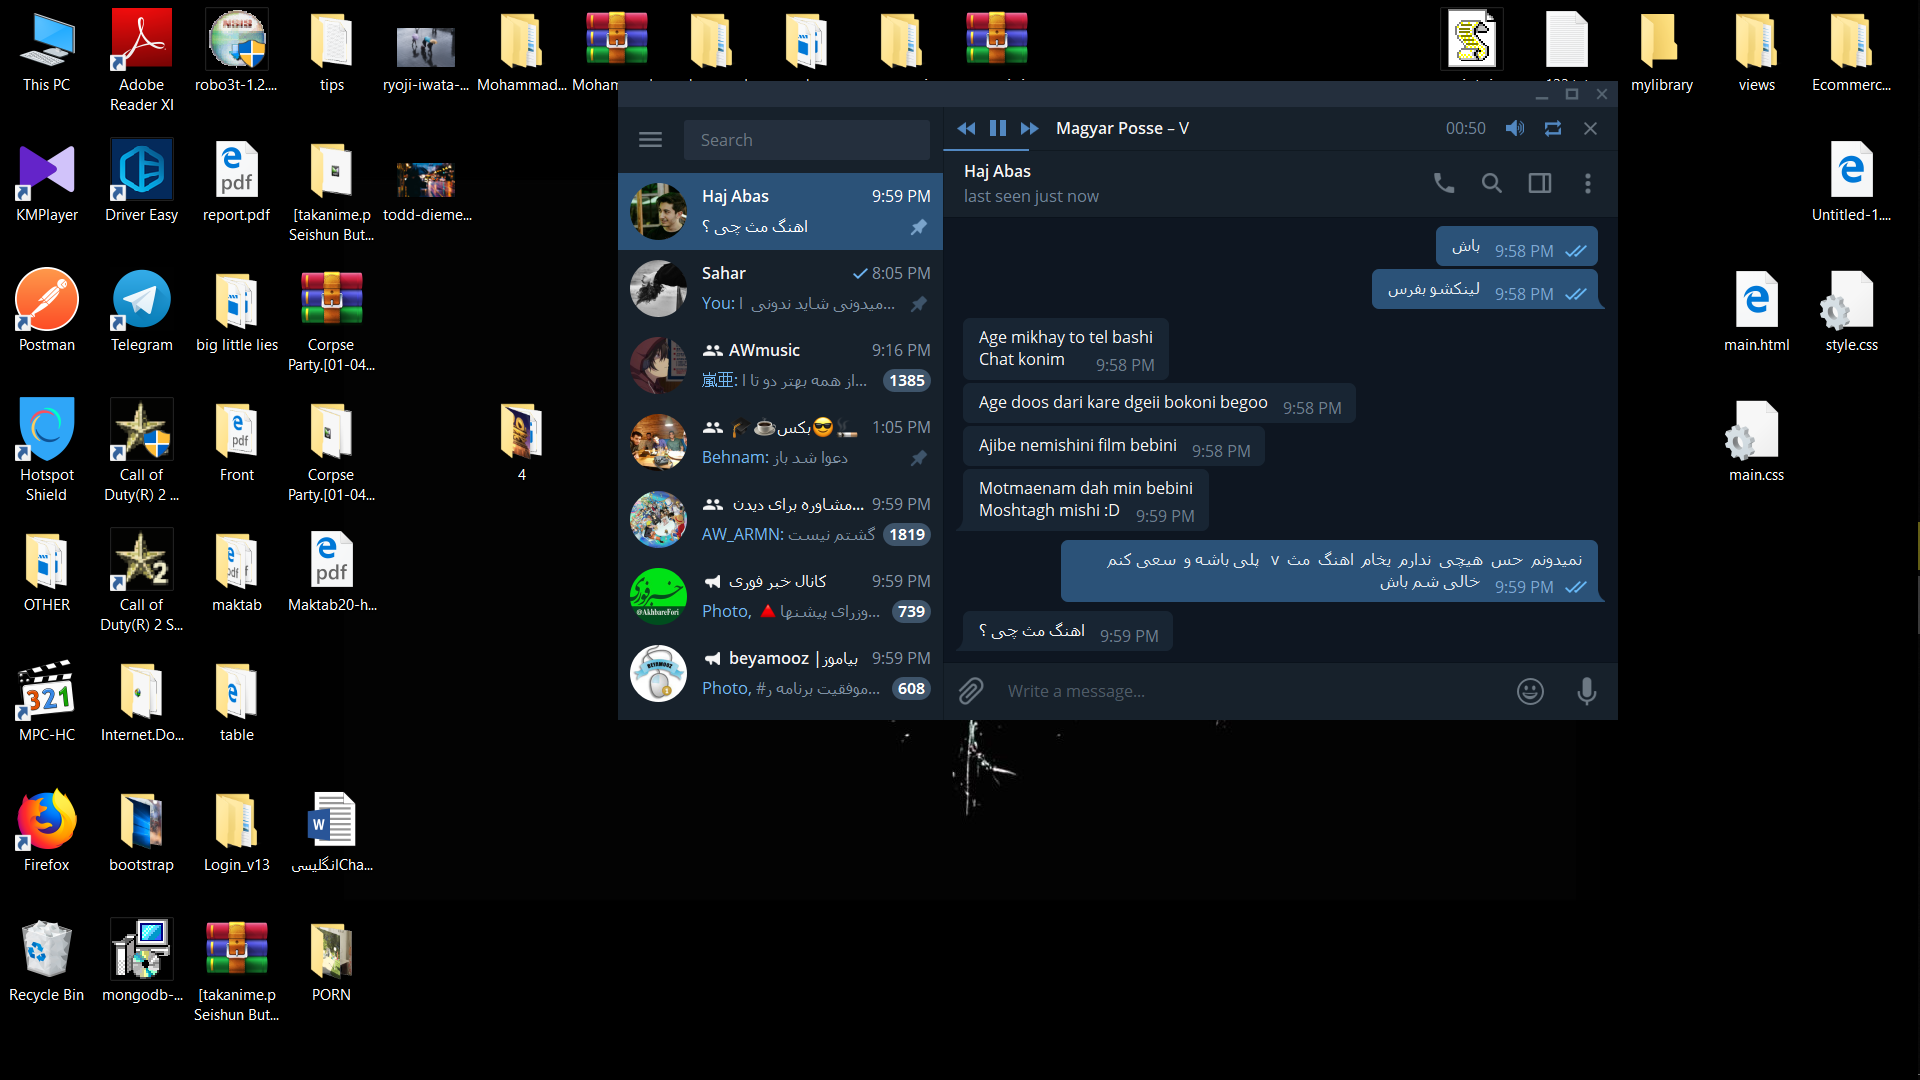 This PC
Adobe
Reader XI
robo3t-1.2....
tips
ryoji-iwata-...
Mohammad...
Moham
mylibrary
views
Ecommerc...
KMPlayer
Driver Easy
report.pdf
[takanime.p
Seishun But...
todd-dieme...
Untitled-1....
Postman
Telegram
big little lies
Corpse
Party.[01-04...
main.html
style.css
Hotspot
Shield
Call of
Duty(R) 2 ...
Front
Corpse
Party.[01-04...
4
main.css
OTHER
Call of
Duty(R) 2 S...
maktab
Maktab20-h...
MPC-HC
Internet.Do...
table
Firefox
bootstrap
Login_v13
انگلیسیCha...
Recycle Bin
mongodb-...
[takanime.p
Seishun But...
PORN
Search
Haj Abas 9:59 PM
اهنگ مث چی ؟
Sahar 8:05 PM
You: میدونی شاید ندونی ا...
AWmusic 9:16 PM
嵐亜: از همه بهتر دو تا ا... 1385
بکس 1:05 PM
Behnam: دعوا شد باز
مشاوره برای دیدن... 9:59 PM
AW_ARMN: گشتم نیست 1819
کانال خبر فوری 9:59 PM
Photo, وزرای پیشنها... 739
@AkhbareFori
beyamooz |بیاموز 9:59 PM
Photo, #موفقیت برنامه ر... 608
BEYAMOOZ
Magyar Posse – V 00:50
Haj Abas
last seen just now
باش 9:58 PM
لینکشو بفرس 9:58 PM
Age mikhay to tel bashi
Chat konim 9:58 PM
Age doos dari kare dgeii bokoni begoo 9:58 PM
Ajibe nemishini film bebini 9:58 PM
Motmaenam dah min bebini
Moshtagh mishi :D 9:59 PM
نمیدونم حس هیچی ندارم یخام اهنگ مث v پلی باشه و سعی کنم
خالی شم باش 9:59 PM
اهنگ مث چی ؟ 9:59 PM
Write a message...